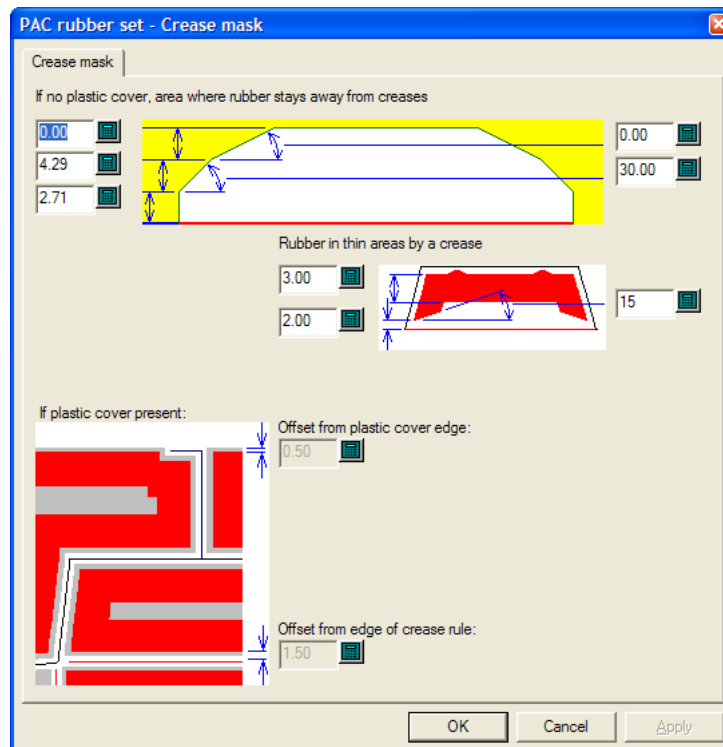 PAC rubber set - Crease mask
Crease mask
If no plastic cover, area where rubber stays away from creases
0.00
0.00
4.29
30.00
2.71
Rubber in thin areas by a crease
3.00
15
2.00
If plastic cover present:
Offset from plastic cover edge:
0.50
Offset from edge of crease rule:
1.50
OK
Cancel
Apply